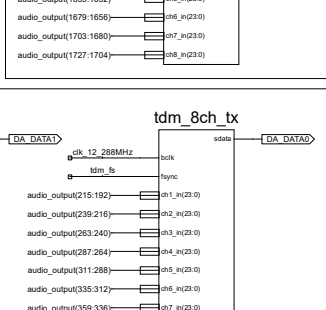 audio_output(1679:1656) ch6_in(23:0)
audio_output(1703:1680) ch7_in(23:0)
audio_output(1727:1704) ch8_in(23:0)
tdm_8ch_tx
DA_DATA1 sdata DA_DATA0
clk_12_288MHz bclk
tdm_fs fsync
audio_output(215:192) ch1_in(23:0)
audio_output(239:216) ch2_in(23:0)
audio_output(263:240) ch3_in(23:0)
audio_output(287:264) ch4_in(23:0)
audio_output(311:288) ch5_in(23:0)
audio_output(335:312) ch6_in(23:0)
audio_output(359:336) ch7_in(23:0)